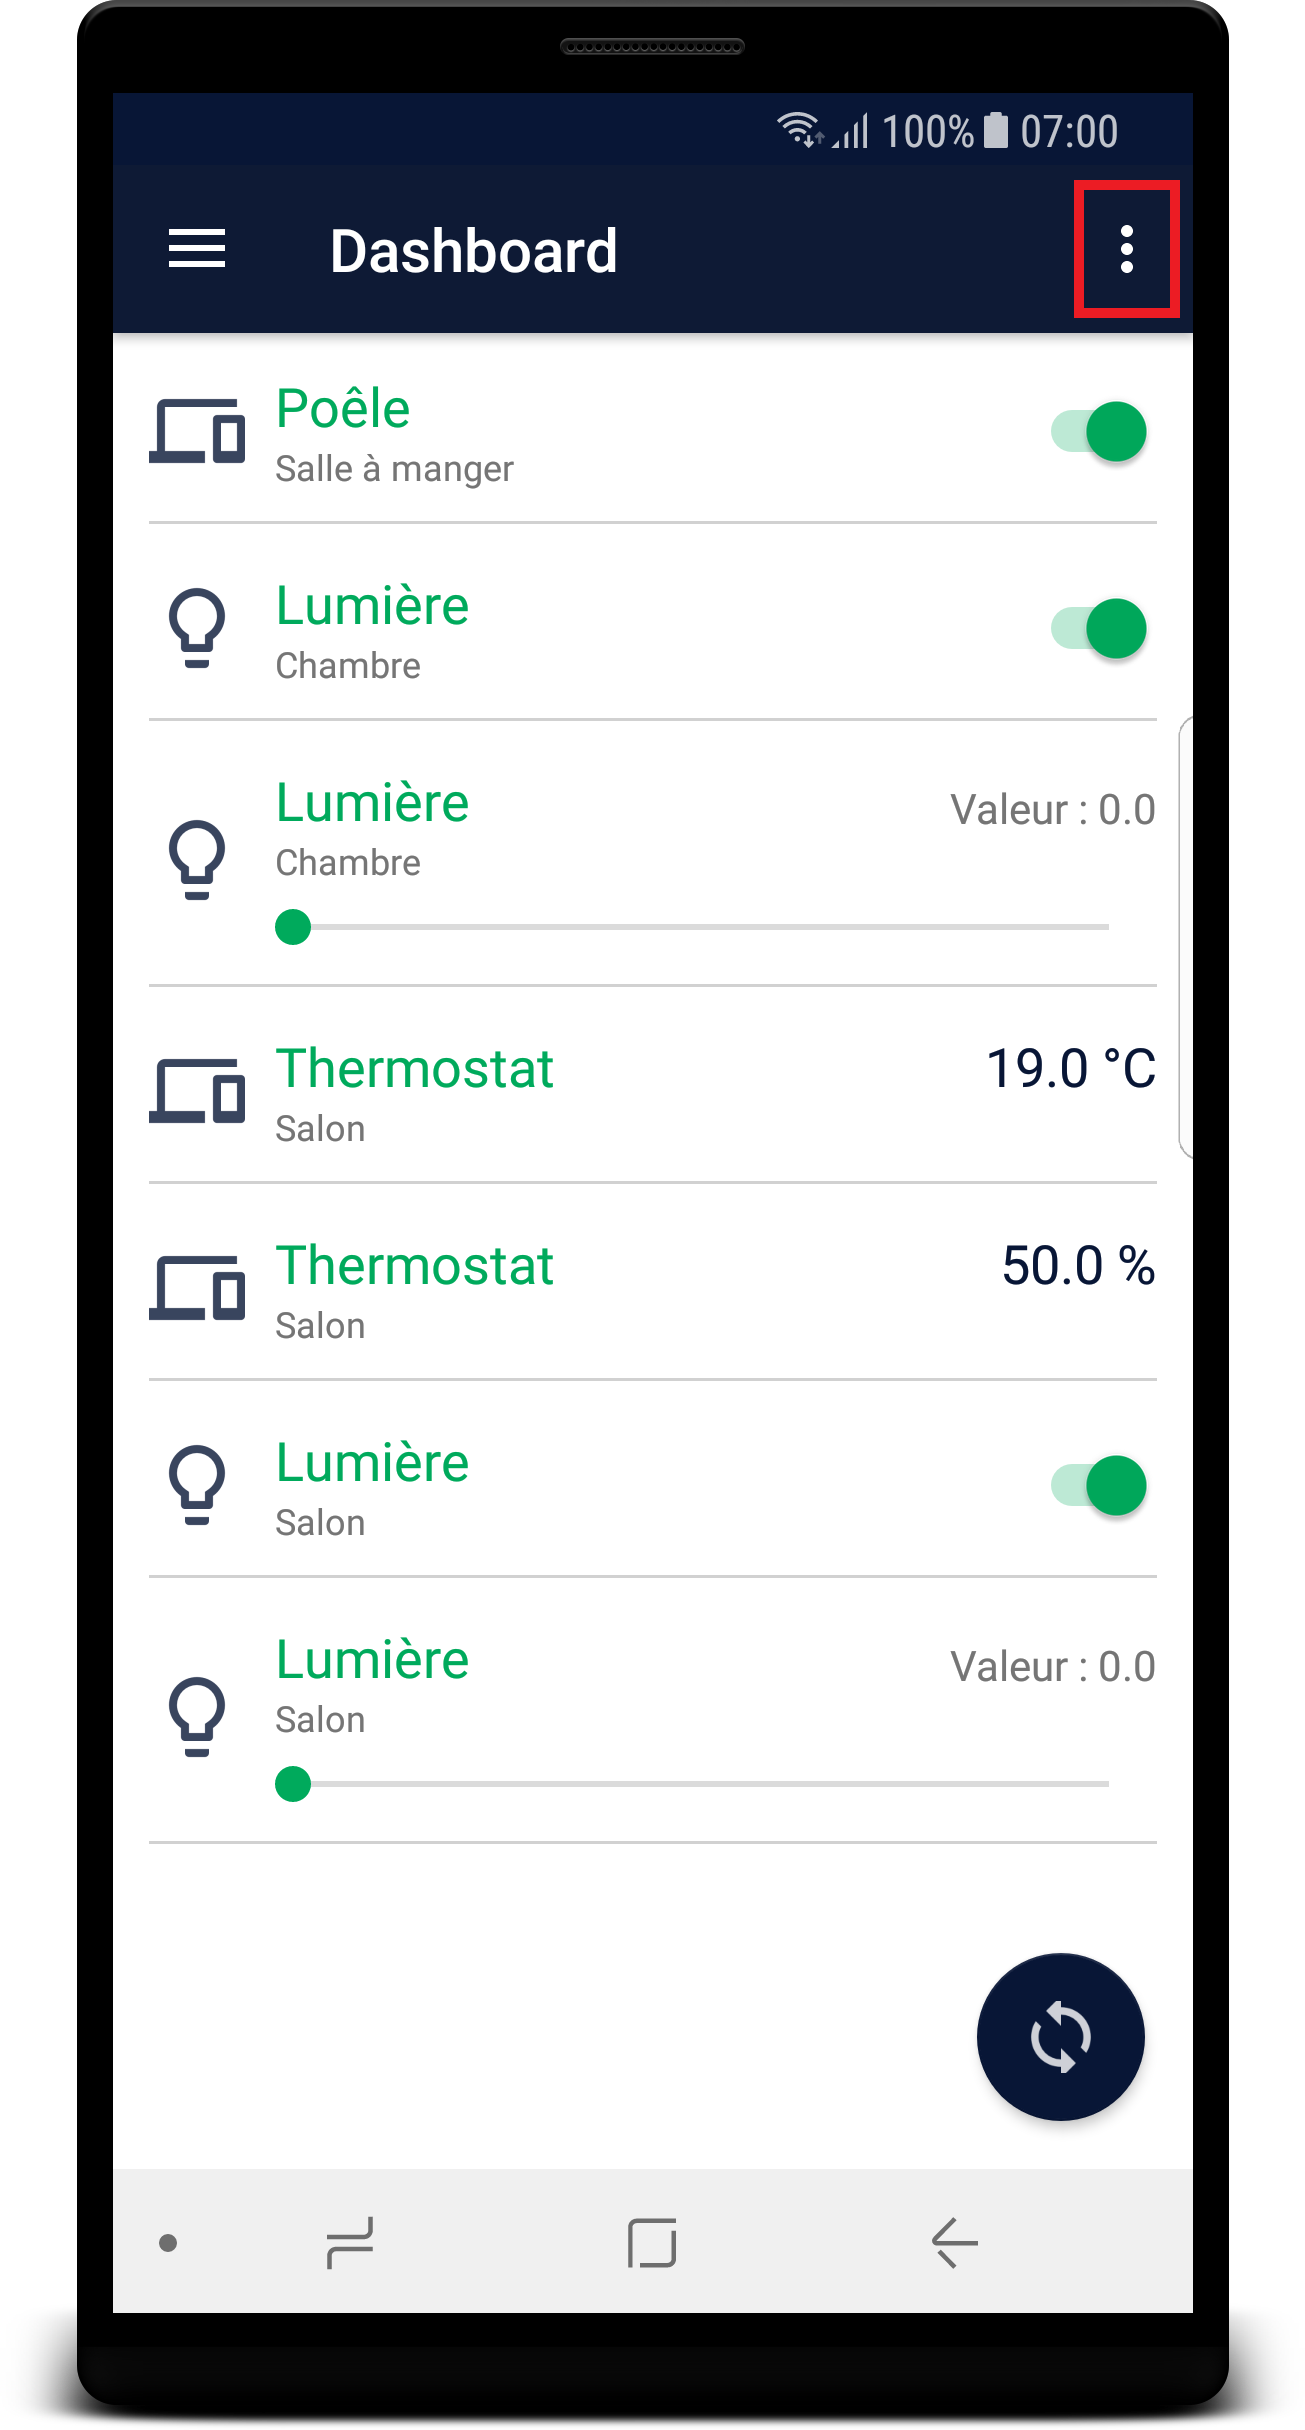 100% 07:00
Dashboard
Poêle
Salle à manger
Lumière
Chambre
Lumière Valeur : 0.0
Chambre
Thermostat 19.0 °C
Salon
Thermostat 50.0 %
Salon
Lumière
Salon
Lumière Valeur : 0.0
Salon